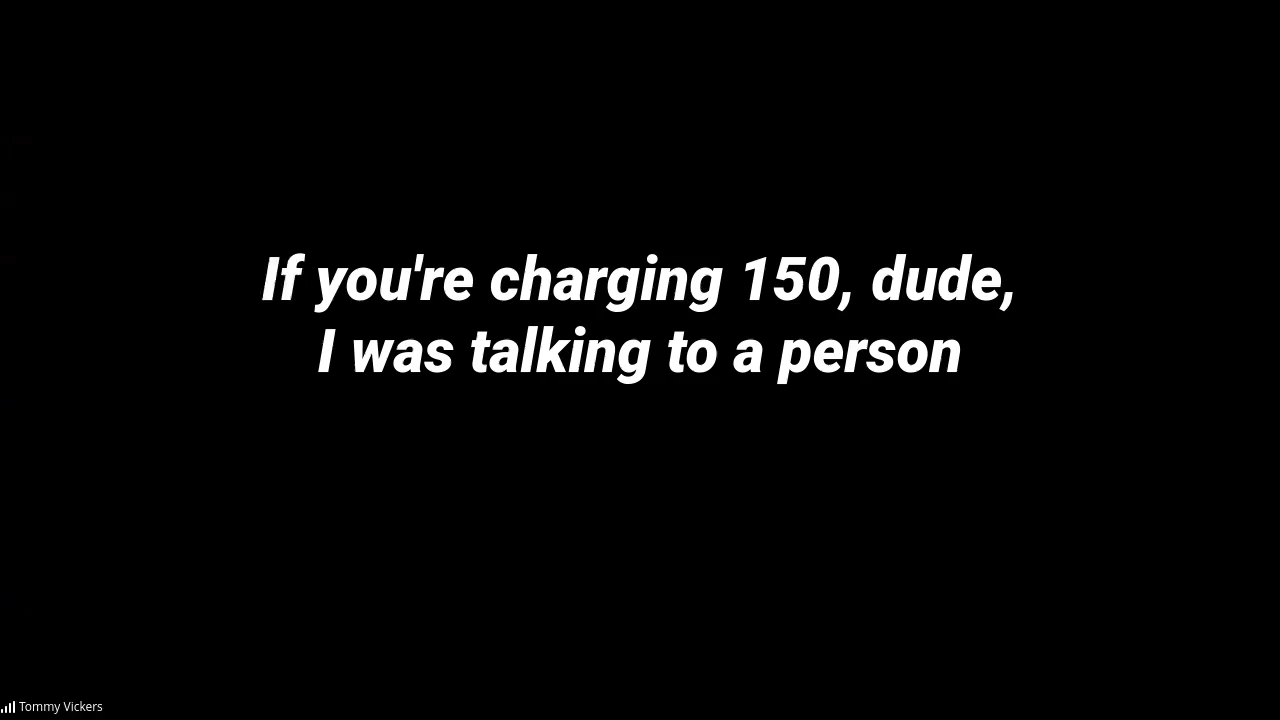 If you're charging 150, dude,
I was talking to a person
Tommy Vickers